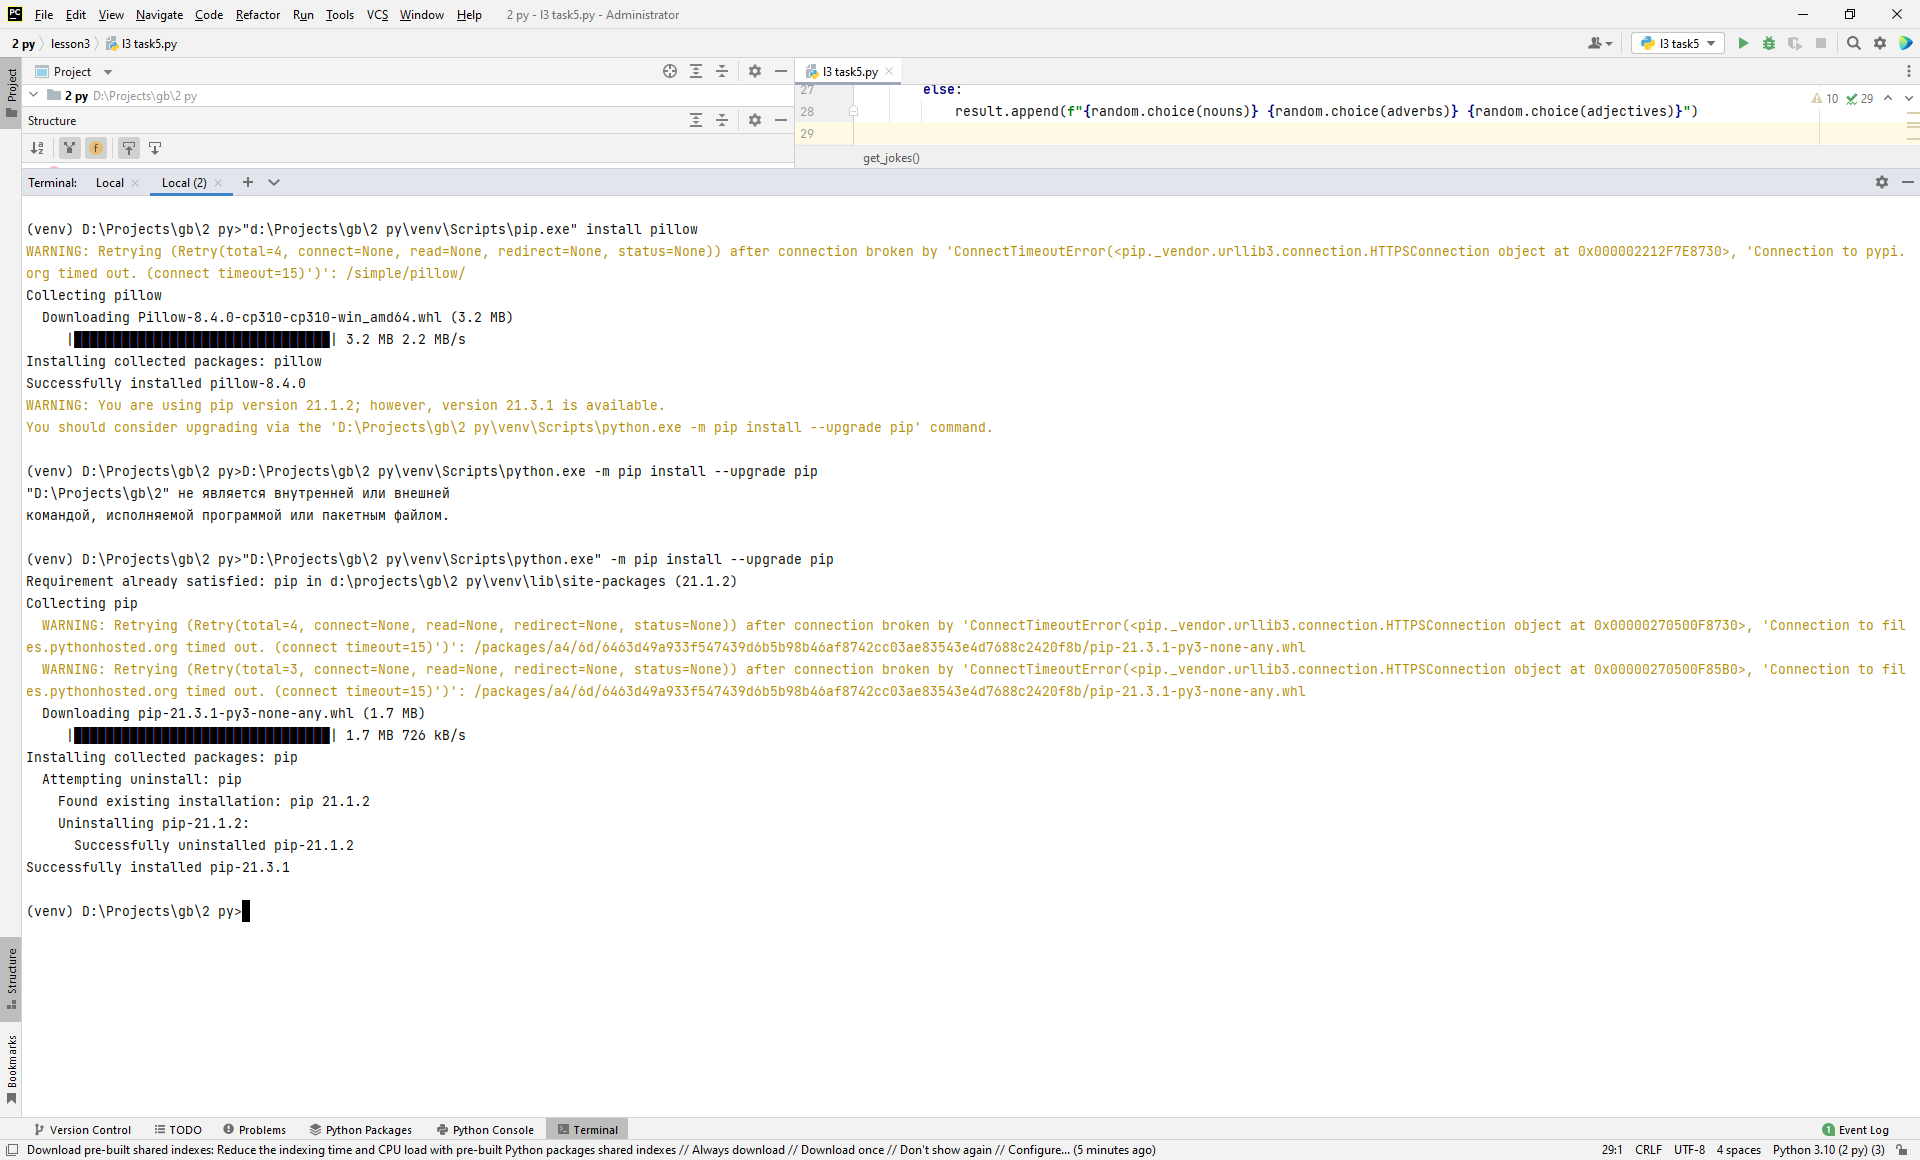 File Edit View Navigate Code Refactor Run Tools VCS Window Help 2 py - l3 task5.py - Administrator
2 py lesson3 l3 task5.py l3 task5
Project l3 task5.py
2 py D:\Projects\gb\2 py
27 else:
28 result.append(f"{random.choice(nouns)} {random.choice(adverbs)} {random.choice(adjectives)}")
29
10 29
Structure
get_jokes()
Terminal: Local Local (2)
(venv) D:\Projects\gb\2 py>"d:\Projects\gb\2 py\venv\Scripts\pip.exe" install pillow
WARNING: Retrying (Retry(total=4, connect=None, read=None, redirect=None, status=None)) after connection broken by 'ConnectTimeoutError(<pip._vendor.urllib3.connection.HTTPSConnection object at 0x000002212F7E8730>, 'Connection to pypi.
org timed out. (connect timeout=15)')': /simple/pillow/
Collecting pillow
Downloading Pillow-8.4.0-cp310-cp310-win_amd64.whl (3.2 MB)
| | 3.2 MB 2.2 MB/s
Installing collected packages: pillow
Successfully installed pillow-8.4.0
WARNING: You are using pip version 21.1.2; however, version 21.3.1 is available.
You should consider upgrading via the 'D:\Projects\gb\2 py\venv\Scripts\python.exe -m pip install --upgrade pip' command.
(venv) D:\Projects\gb\2 py>D:\Projects\gb\2 py\venv\Scripts\python.exe -m pip install --upgrade pip
"D:\Projects\gb\2" не является внутренней или внешней
командой, исполняемой программой или пакетным файлом.
(venv) D:\Projects\gb\2 py>"D:\Projects\gb\2 py\venv\Scripts\python.exe" -m pip install --upgrade pip
Requirement already satisfied: pip in d:\projects\gb\2 py\venv\lib\site-packages (21.1.2)
Collecting pip
WARNING: Retrying (Retry(total=4, connect=None, read=None, redirect=None, status=None)) after connection broken by 'ConnectTimeoutError(<pip._vendor.urllib3.connection.HTTPSConnection object at 0x00000270500F8730>, 'Connection to fil
es.pythonhosted.org timed out. (connect timeout=15)')': /packages/a4/6d/6463d49a933f547439d6b5b98b46af8742cc03ae83543e4d7688c2420f8b/pip-21.3.1-py3-none-any.whl
WARNING: Retrying (Retry(total=3, connect=None, read=None, redirect=None, status=None)) after connection broken by 'ConnectTimeoutError(<pip._vendor.urllib3.connection.HTTPSConnection object at 0x00000270500F85B0>, 'Connection to fil
es.pythonhosted.org timed out. (connect timeout=15)')': /packages/a4/6d/6463d49a933f547439d6b5b98b46af8742cc03ae83543e4d7688c2420f8b/pip-21.3.1-py3-none-any.whl
Downloading pip-21.3.1-py3-none-any.whl (1.7 MB)
| | 1.7 MB 726 kB/s
Installing collected packages: pip
Attempting uninstall: pip
Found existing installation: pip 21.1.2
Uninstalling pip-21.1.2:
Successfully uninstalled pip-21.1.2
Successfully installed pip-21.3.1
(venv) D:\Projects\gb\2 py>
Project
Structure
Bookmarks
Version Control TODO Problems Python Packages Python Console Terminal 1 Event Log
Download pre-built shared indexes: Reduce the indexing time and CPU load with pre-built Python packages shared indexes // Always download // Download once // Don't show again // Configure... (5 minutes ago) 29:1 CRLF UTF-8 4 spaces Python 3.10 (2 py) (3)